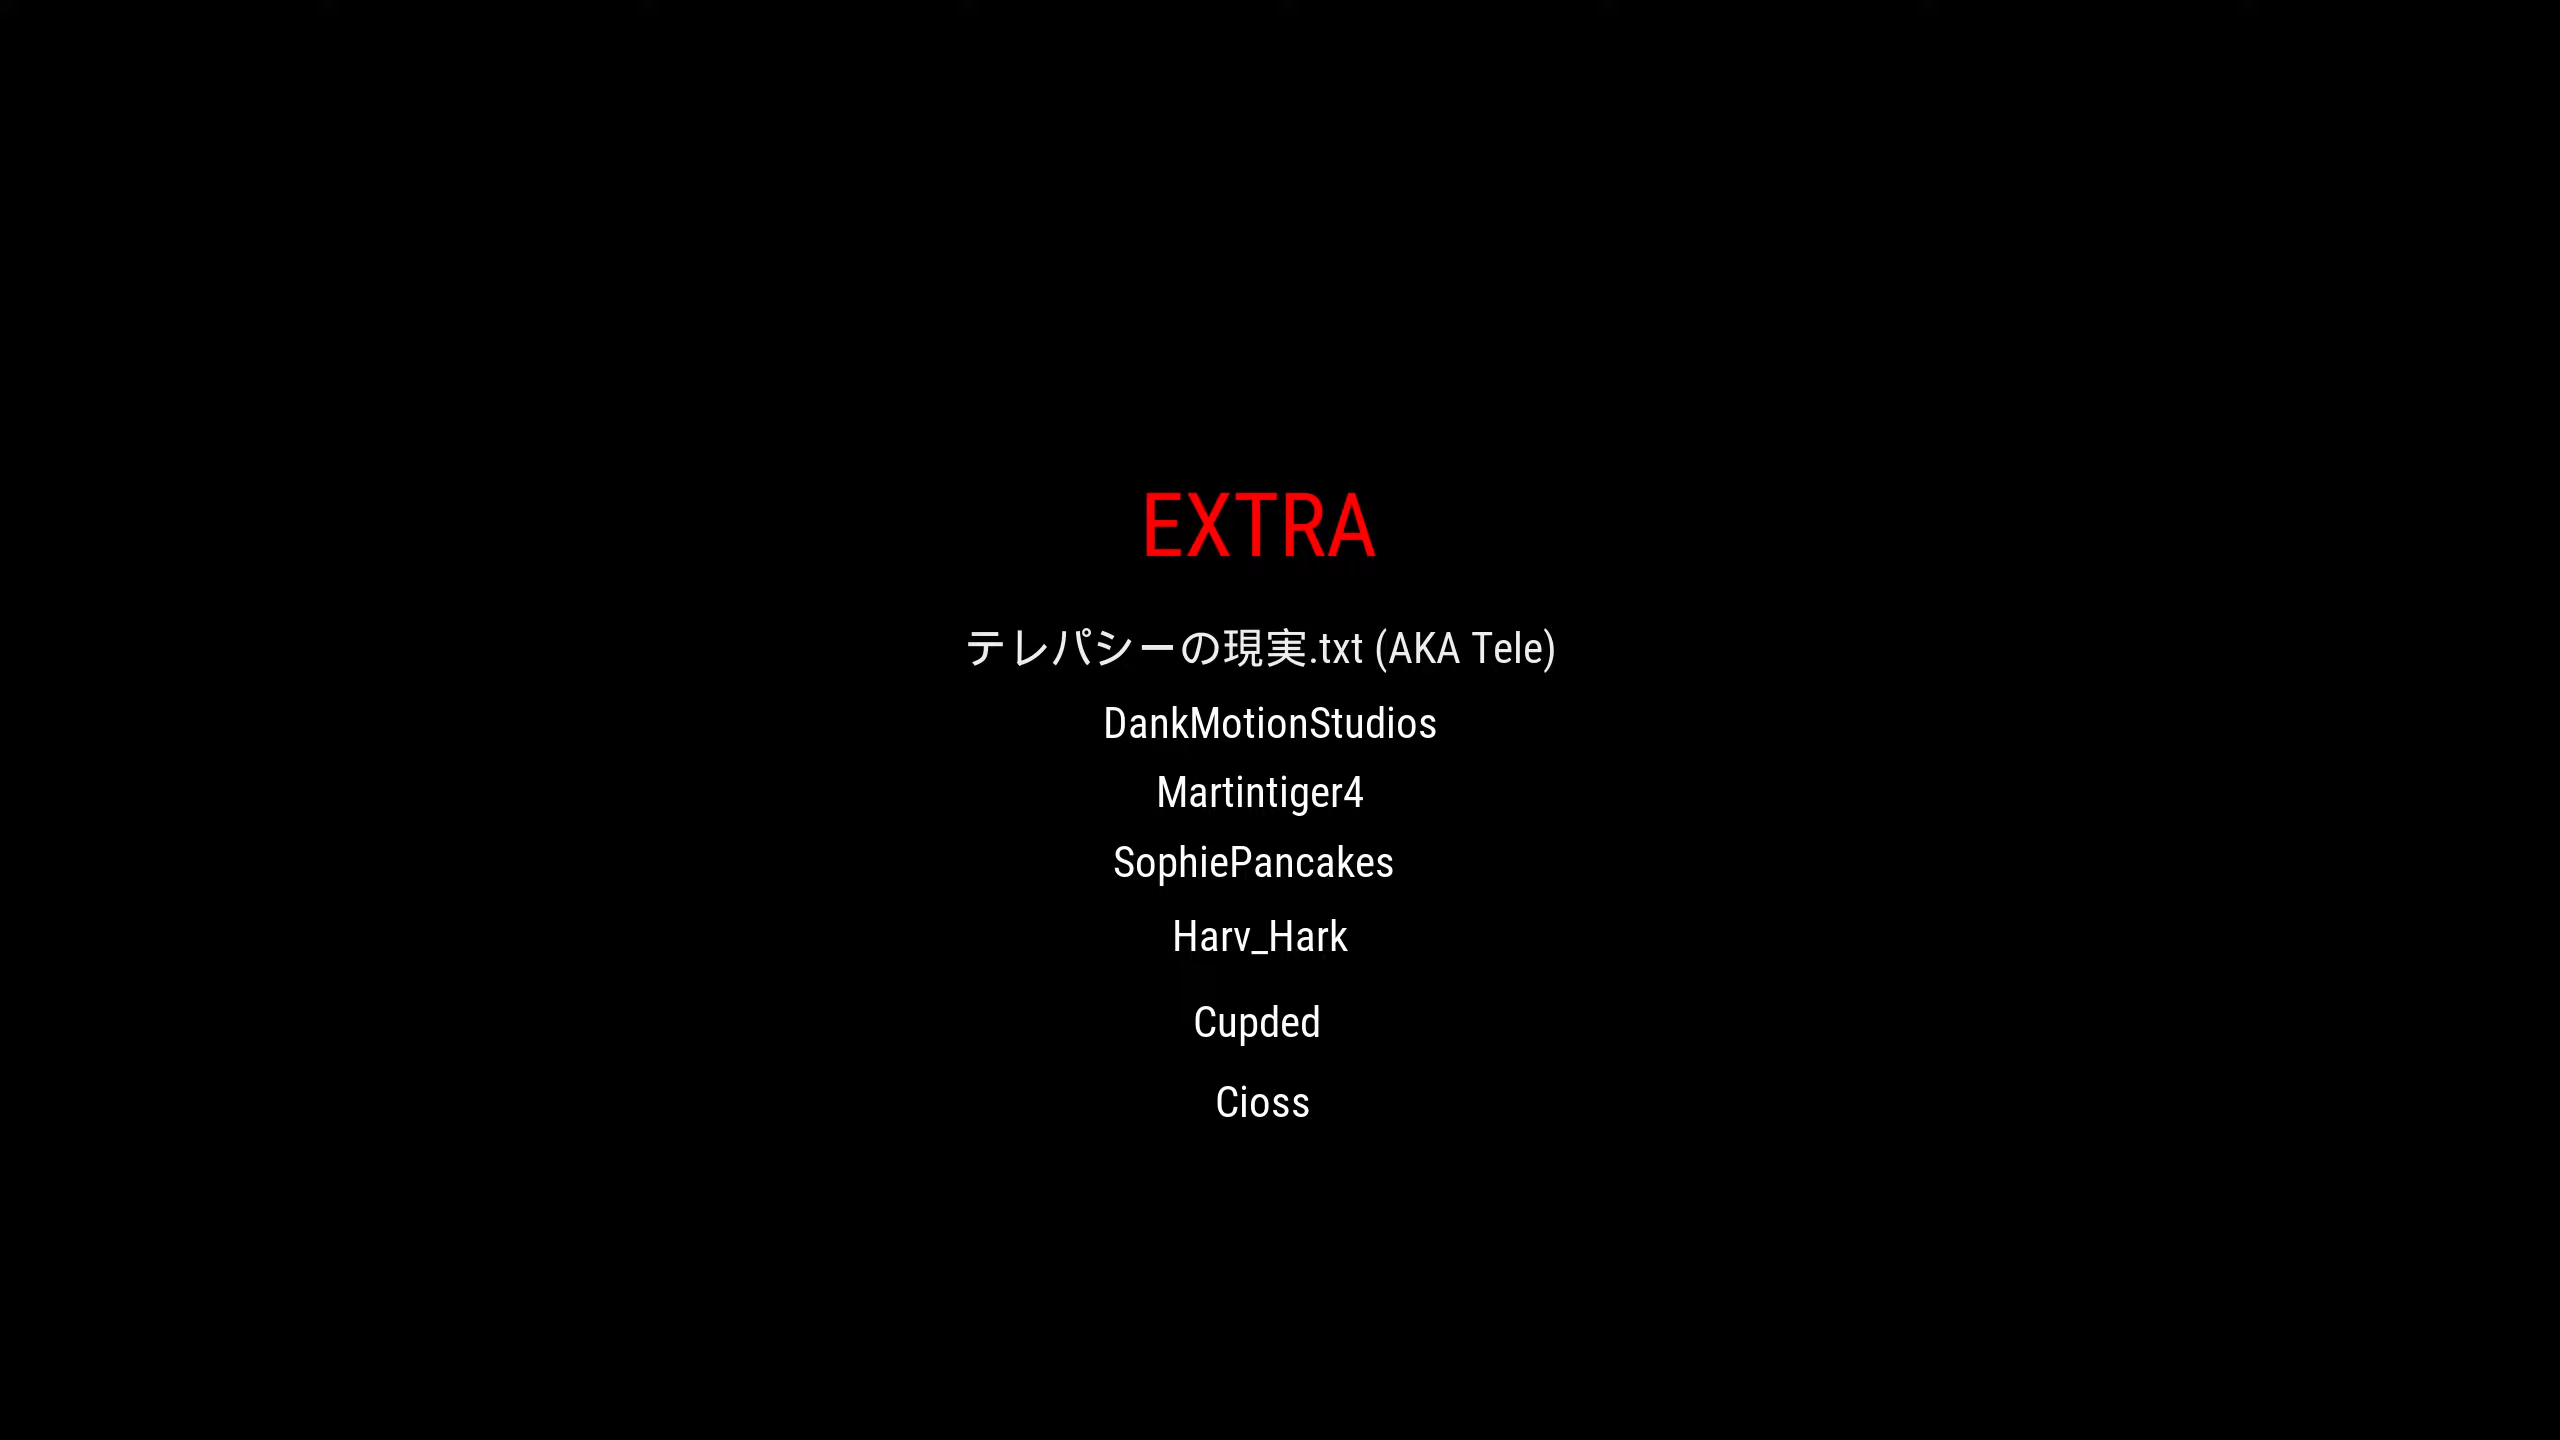 EXTRA
テレパシーの現実.txt (AKA Tele)
DankMotionStudios
Martintiger4
SophiePancakes
Harv_Hark
Cupded
Cioss